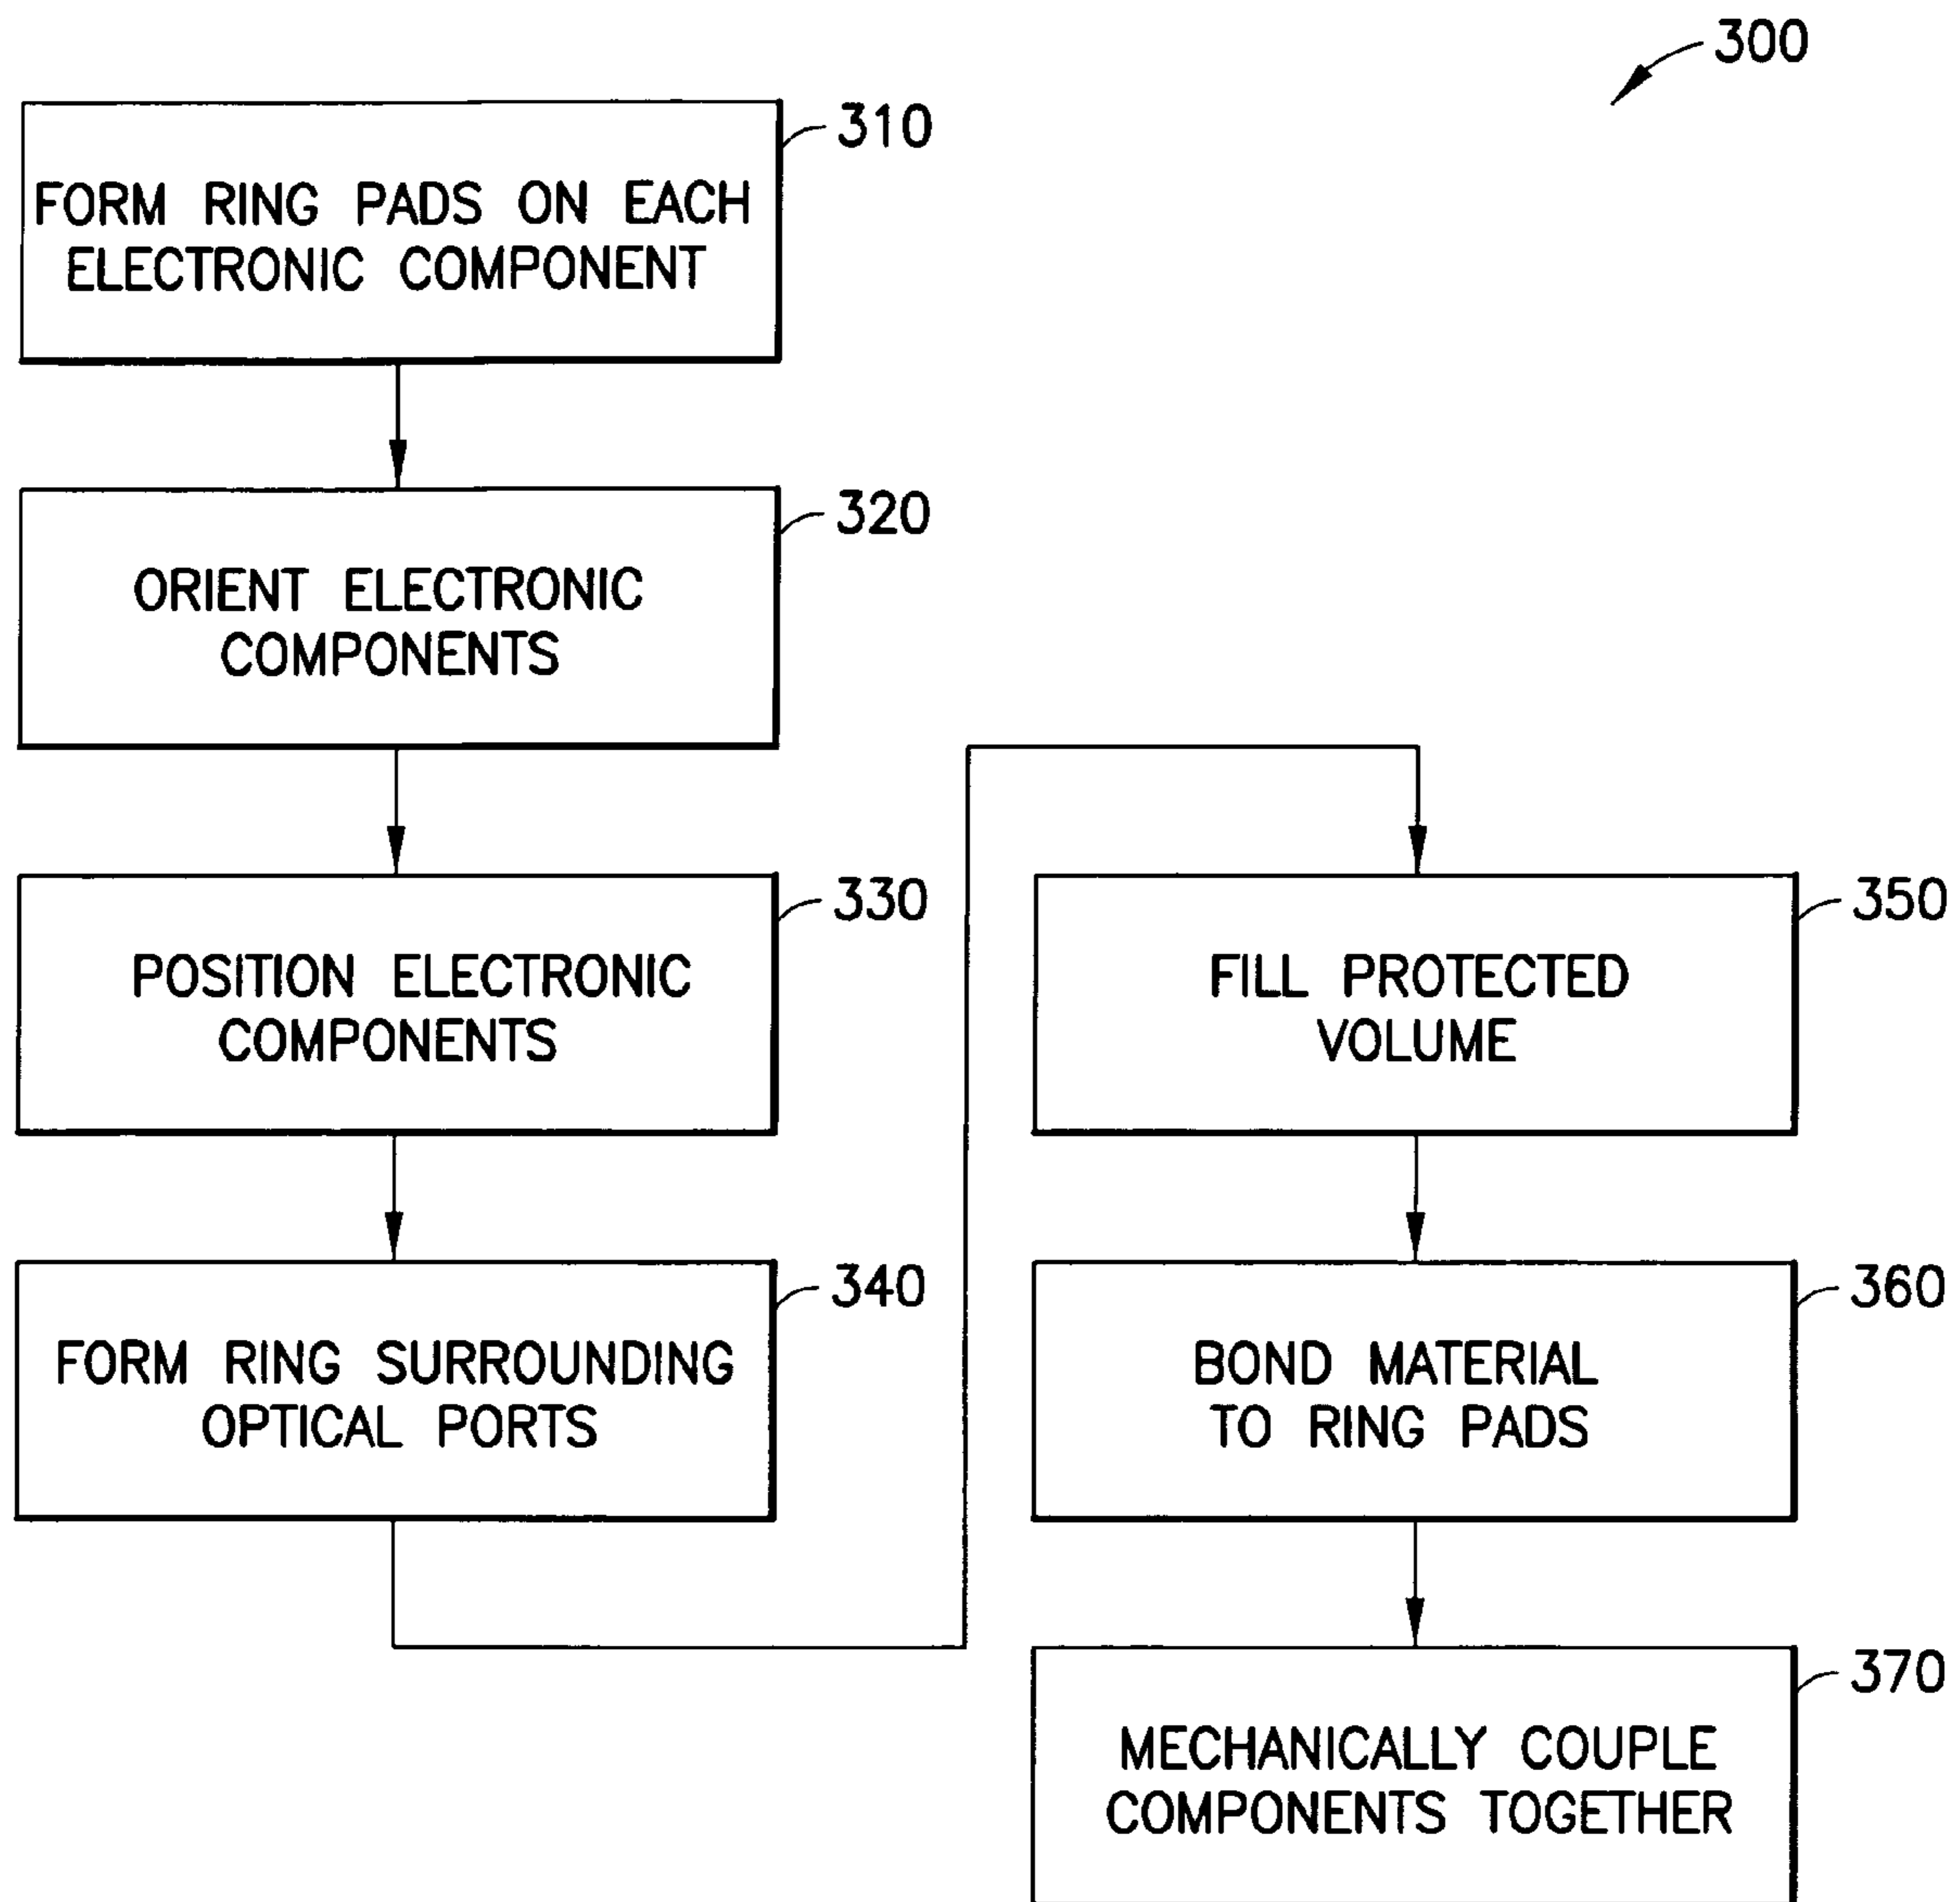 300
310
FORM RING PADS ON EACH
ELECTRONIC COMPONENT
320
ORIENT ELECTRONIC
COMPONENTS
330
POSITION ELECTRONIC
COMPONENTS
340
FORM RING SURROUNDING
OPTICAL PORTS
350
FILL PROTECTED
VOLUME
360
BOND MATERIAL
TO RING PADS
370
MECHANICALLY COUPLE
COMPONENTS TOGETHER